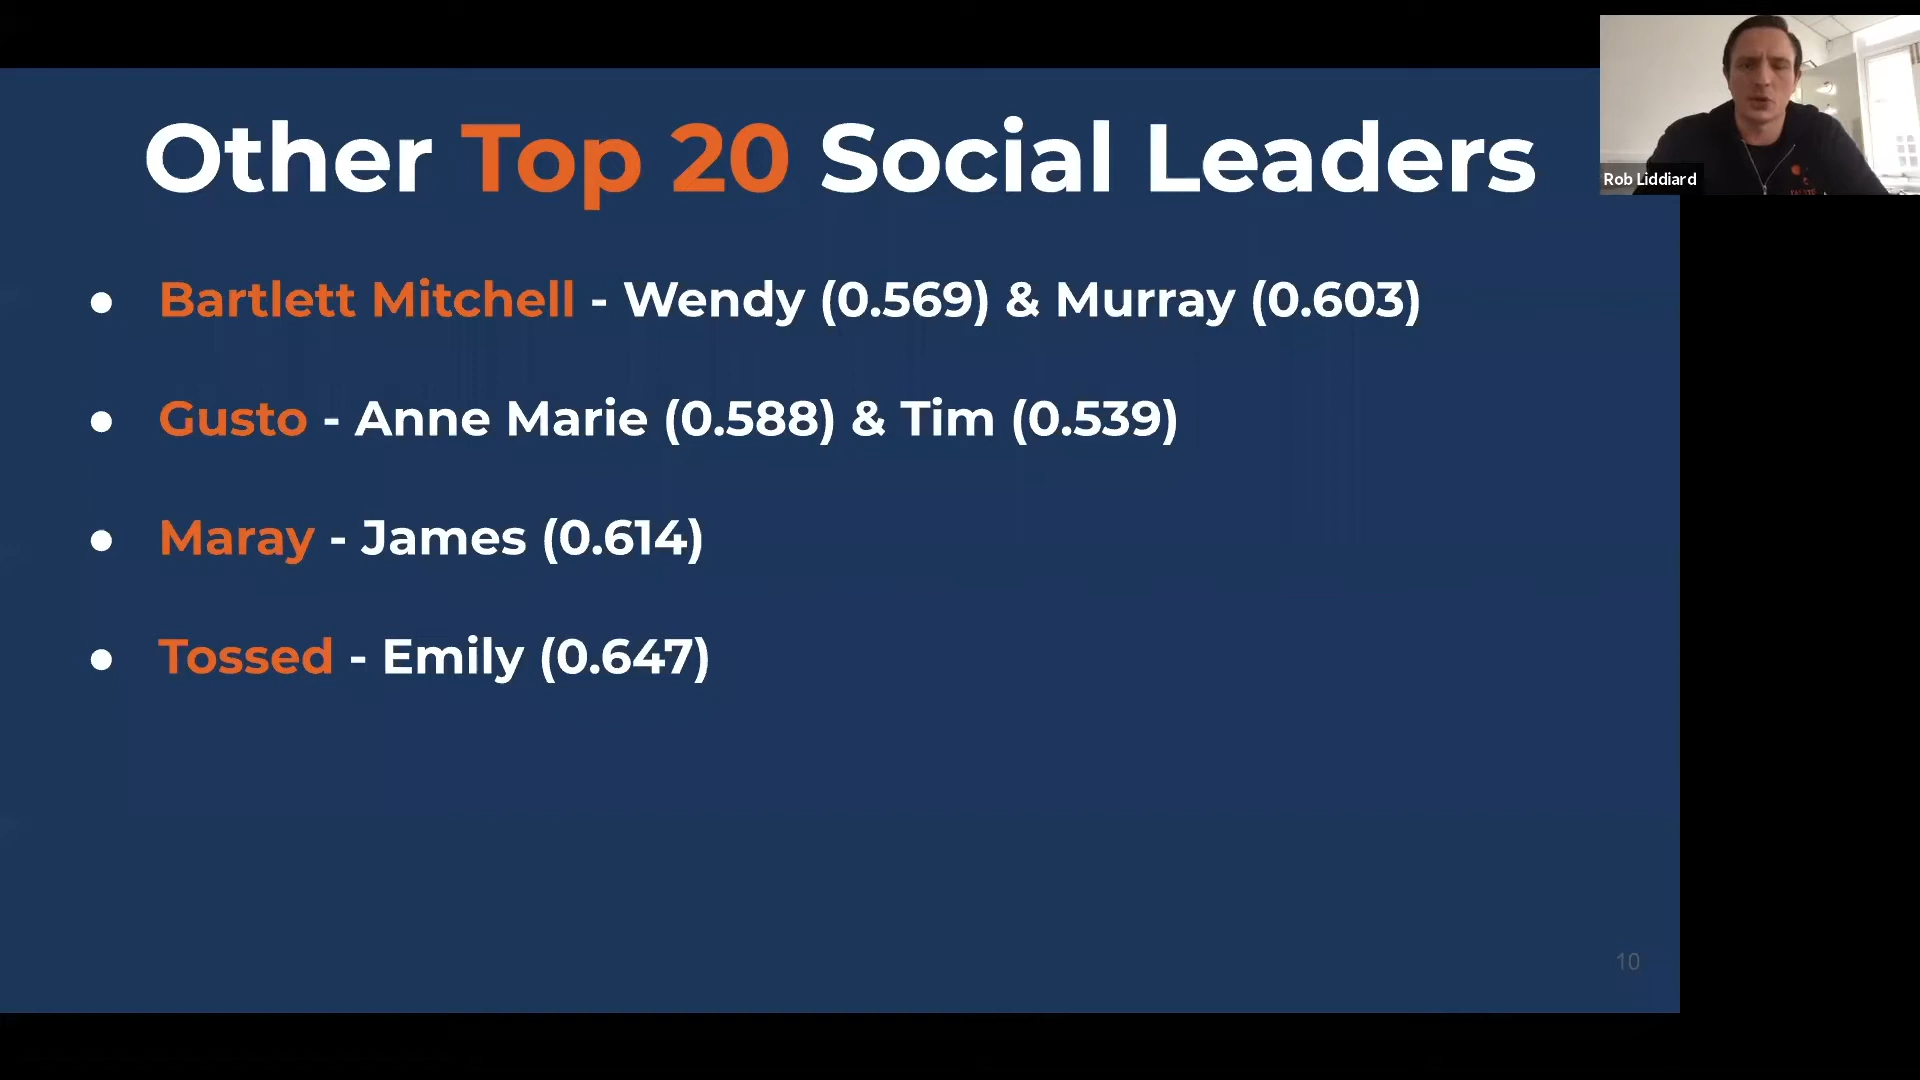 Other Top 20 Social Leaders
Rob Liddiard
● Bartlett Mitchell - Wendy (0.569) & Murray (0.603)
● Gusto - Anne Marie (0.588) & Tim (0.539)
● Maray - James (0.614)
● Tossed - Emily (0.647)
10